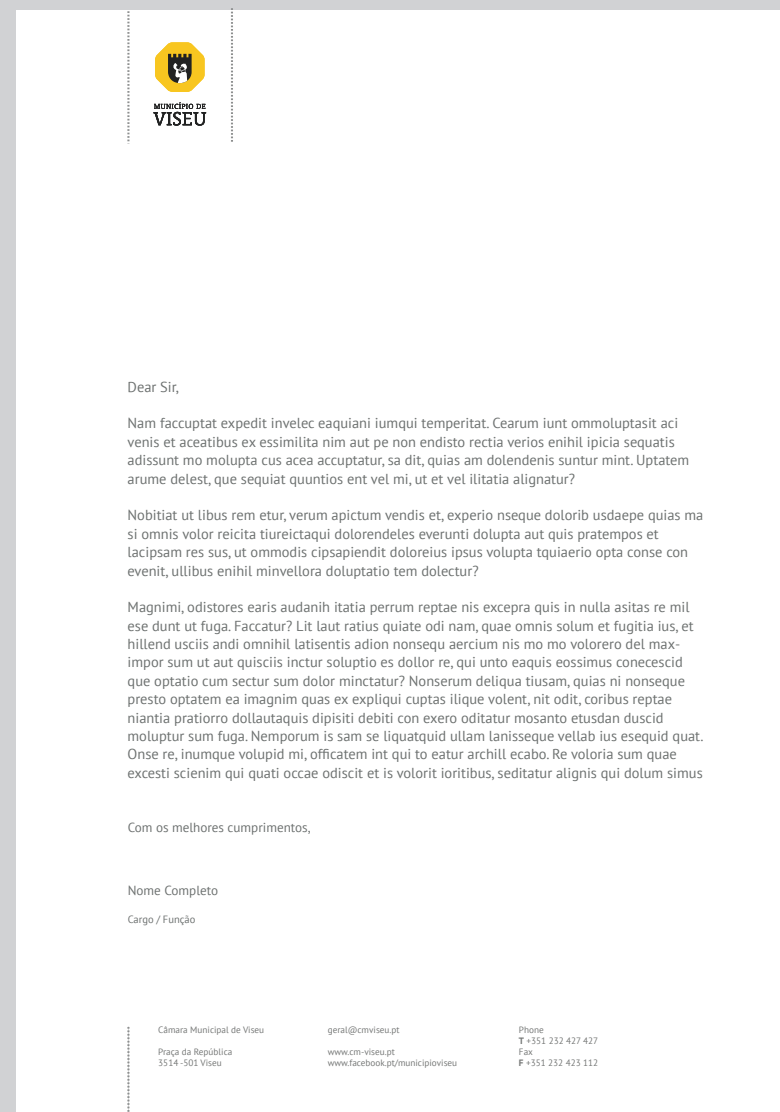 MUNICÍPIO DE
VISEU
Dear Sir,
Nam faccuptat expedit invelec eaquiani iumqui temperitat. Cearum iunt ommoluptasit aci
venis et aceatibus ex essimilita nim aut pe non endisto rectia verios enihil ipicia sequatis
adissunt mo molupta cus acea accuptatur, sa dit, quias am dolendenis suntur mint. Uptatem
arume delest, que sequiat quuntios ent vel mi, ut et vel ilitatia alignatur?
Nobitiat ut libus rem etur, verum apictum vendis et, experio nseque dolorib usdaepe quias ma
si omnis volor reicita tiureictaqui dolorendeles everunti dolupta aut quis pratempos et
lacipsam res sus, ut ommodis cipsapiendit doloreius ipsus volupta tquiaerio opta conse con
evenit, ullibus enihil minvellora doluptatio tem dolectur?
Magnimi, odistores earis audanih itatia perrum reptae nis excepra quis in nulla asitas re mil
ese dunt ut fuga. Faccatur? Lit laut ratius quiate odi nam, quae omnis solum et fugitia ius, et
hillend usciis andi omnihil latisentis adion nonsequ aercium nis mo mo volorero del max-
impor sum ut aut quisciis inctur soluptio es dollor re, qui unto eaquis eossimus conecescid
que optatio cum sectur sum dolor minctatur? Nonserum deliqua tiusam, quias ni nonseque
presto optatem ea imagnim quas ex expliqui cuptas ilique volent, nit odit, coribus reptae
niantia pratiorro dollautaquis dipisiti debiti con exero oditatur mosanto etusdan duscid
moluptur sum fuga. Nemporum is sam se liquatquid ullam lanisseque vellab ius esequid quat.
Onse re, inumque volupid mi, officatem int qui to eatur archill ecabo. Re voloria sum quae
excesti scienim qui quati occae odiscit et is volorit ioritibus, seditatur alignis qui dolum simus
Com os melhores cumprimentos,
Nome Completo
Cargo / Função
Câmara Municipal de Viseu
Praça da República
3514 -501 Viseu
geral@cmviseu.pt
www.cm-viseu.pt
www.facebook.pt/municipioviseu
Phone
T +351 232 427 427
Fax
F +351 232 423 112